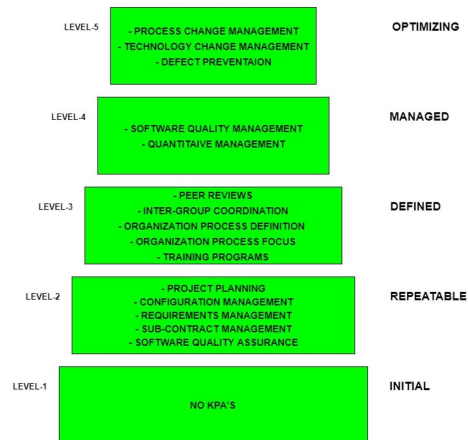 LEVEL-5
- PROCESS CHANGE MANAGEMENT
- TECHNOLOGY CHANGE MANAGEMENT
- DEFECT PREVENTAION
OPTIMIZING
LEVEL-4
- SOFTWARE QUALITY MANAGEMENT
- QUANTITAIVE MANAGEMENT
MANAGED
LEVEL-3
- PEER REVIEWS
- INTER-GROUP COORDINATION
- ORGANIZATION PROCESS DEFINITION
- ORGANIZATION PROCESS FOCUS
- TRAINING PROGRAMS
DEFINED
LEVEL-2
- PROJECT PLANNING
- CONFIGURATION MANAGEMENT
- REQUIREMENTS MANAGEMENT
- SUB-CONTRACT MANAGEMENT
- SOFTWARE QUALITY ASSURANCE
REPEATABLE
LEVEL-1
NO KPA'S
INITIAL